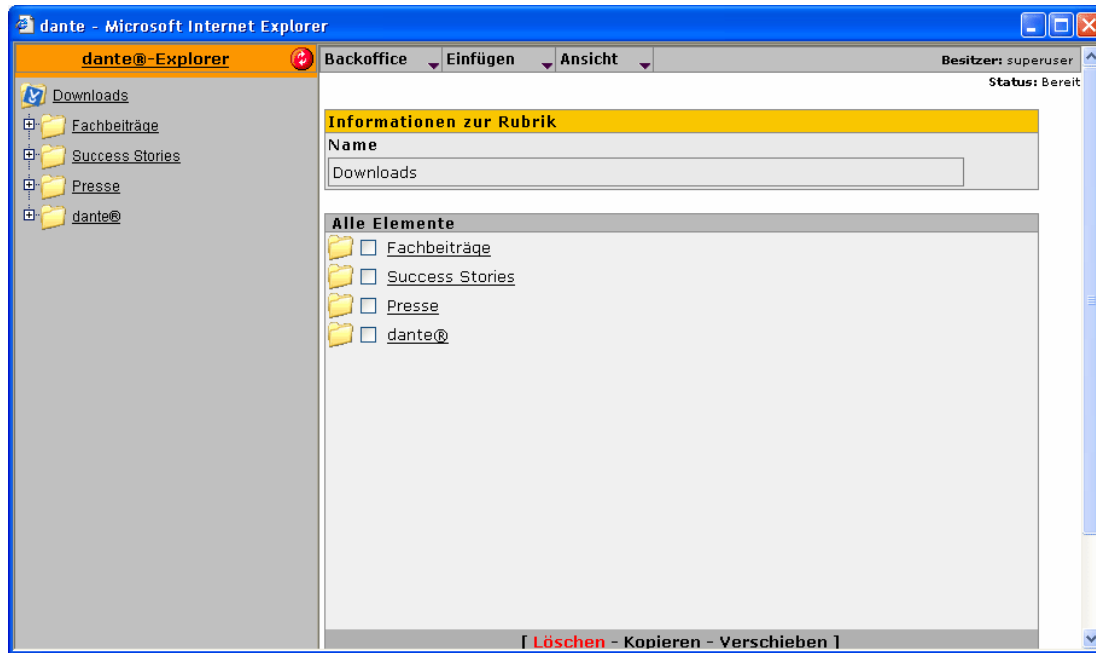 dante - Microsoft Internet Explorer
dante®-Explorer
Backoffice Einfügen Ansicht Besitzer: superuser
Status: Bereit
Downloads
Fachbeiträge
Success Stories
Presse
dante®
Informationen zur Rubrik
Name
Downloads
Alle Elemente
Fachbeiträge
Success Stories
Presse
dante®
[ Löschen - Kopieren - Verschieben ]